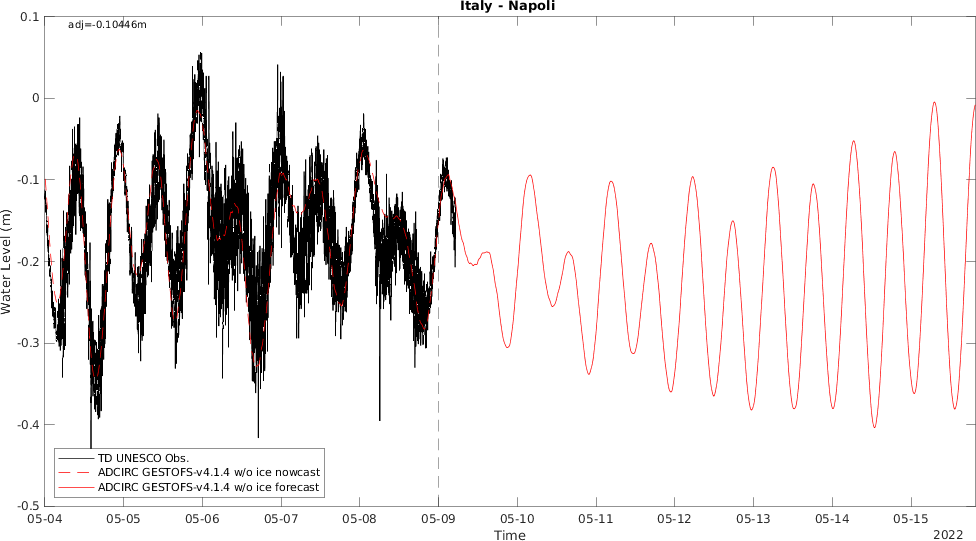 Italy - Napoli
adj=-0.10446m
0.1
0
-0.1
-0.2
-0.3
-0.4
-0.5
Water Level (m)
TD UNESCO Obs.
ADCIRC GESTOFS-v4.1.4 w/o ice nowcast
ADCIRC GESTOFS-v4.1.4 w/o ice forecast
05-04 05-05 05-06 05-07 05-08 05-09 05-10 05-11 05-12 05-13 05-14 05-15
Time
2022